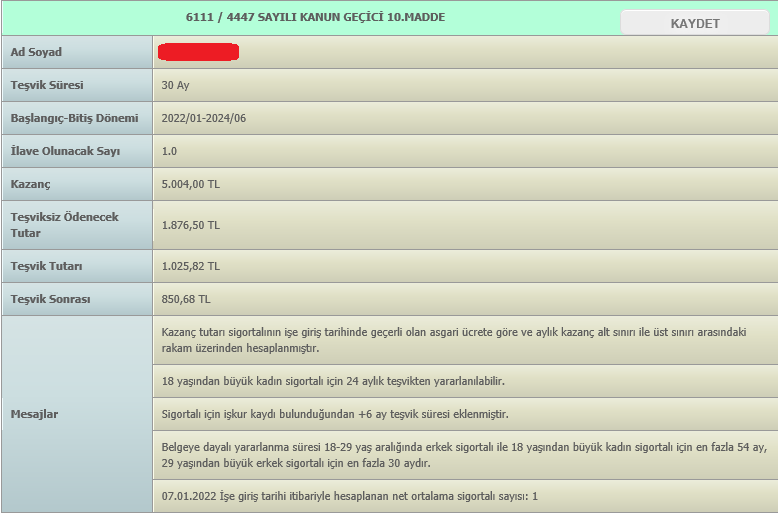 6111 / 4447 SAYILI KANUN GEÇİCİ 10.MADDE
KAYDET
Ad Soyad
Teşvik Süresi
30 Ay
Başlangıç-Bitiş Dönemi
2022/01-2024/06
İlave Olunacak Sayı
1.0
Kazanç
5.004,00 TL
Teşviksiz Ödenecek
Tutar
1.876,50 TL
Teşvik Tutarı
1.025,82 TL
Teşvik Sonrası
850,68 TL
Mesajlar
Kazanç tutarı sigortalının işe giriş tarihinde geçerli olan asgari ücrete göre ve aylık kazanç alt sınırı ile üst sınırı arasındaki
rakam üzerinden hesaplanmıştır.
18 yaşından büyük kadın sigortalı için 24 aylık teşvikten yararlanılabilir.
Sigortalı için işkur kaydı bulunduğundan +6 ay teşvik süresi eklenmiştir.
Belgeye dayalı yararlanma süresi 18-29 yaş aralığında erkek sigortalı ile 18 yaşından büyük kadın sigortalı için en fazla 54 ay,
29 yaşından büyük erkek sigortalı için en fazla 30 aydır.
07.01.2022 İşe giriş tarihi itibariyle hesaplanan net ortalama sigortalı sayısı: 1